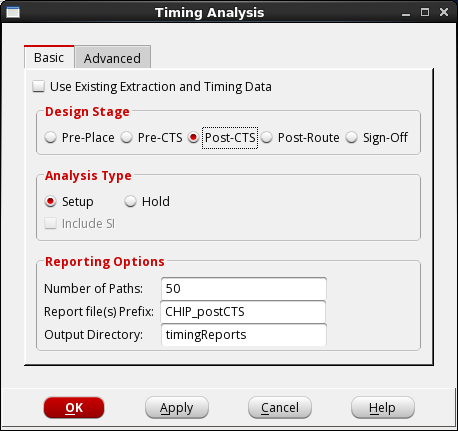 Timing Analysis
Basic Advanced
Use Existing Extraction and Timing Data
Design Stage
Pre-Place Pre-CTS Post-CTS Post-Route Sign-Off
Analysis Type
Setup Hold
Include SI
Reporting Options
Number of Paths: 50
Report file(s) Prefix: CHIP_postCTS
Output Directory: timingReports
OK Apply Cancel Help